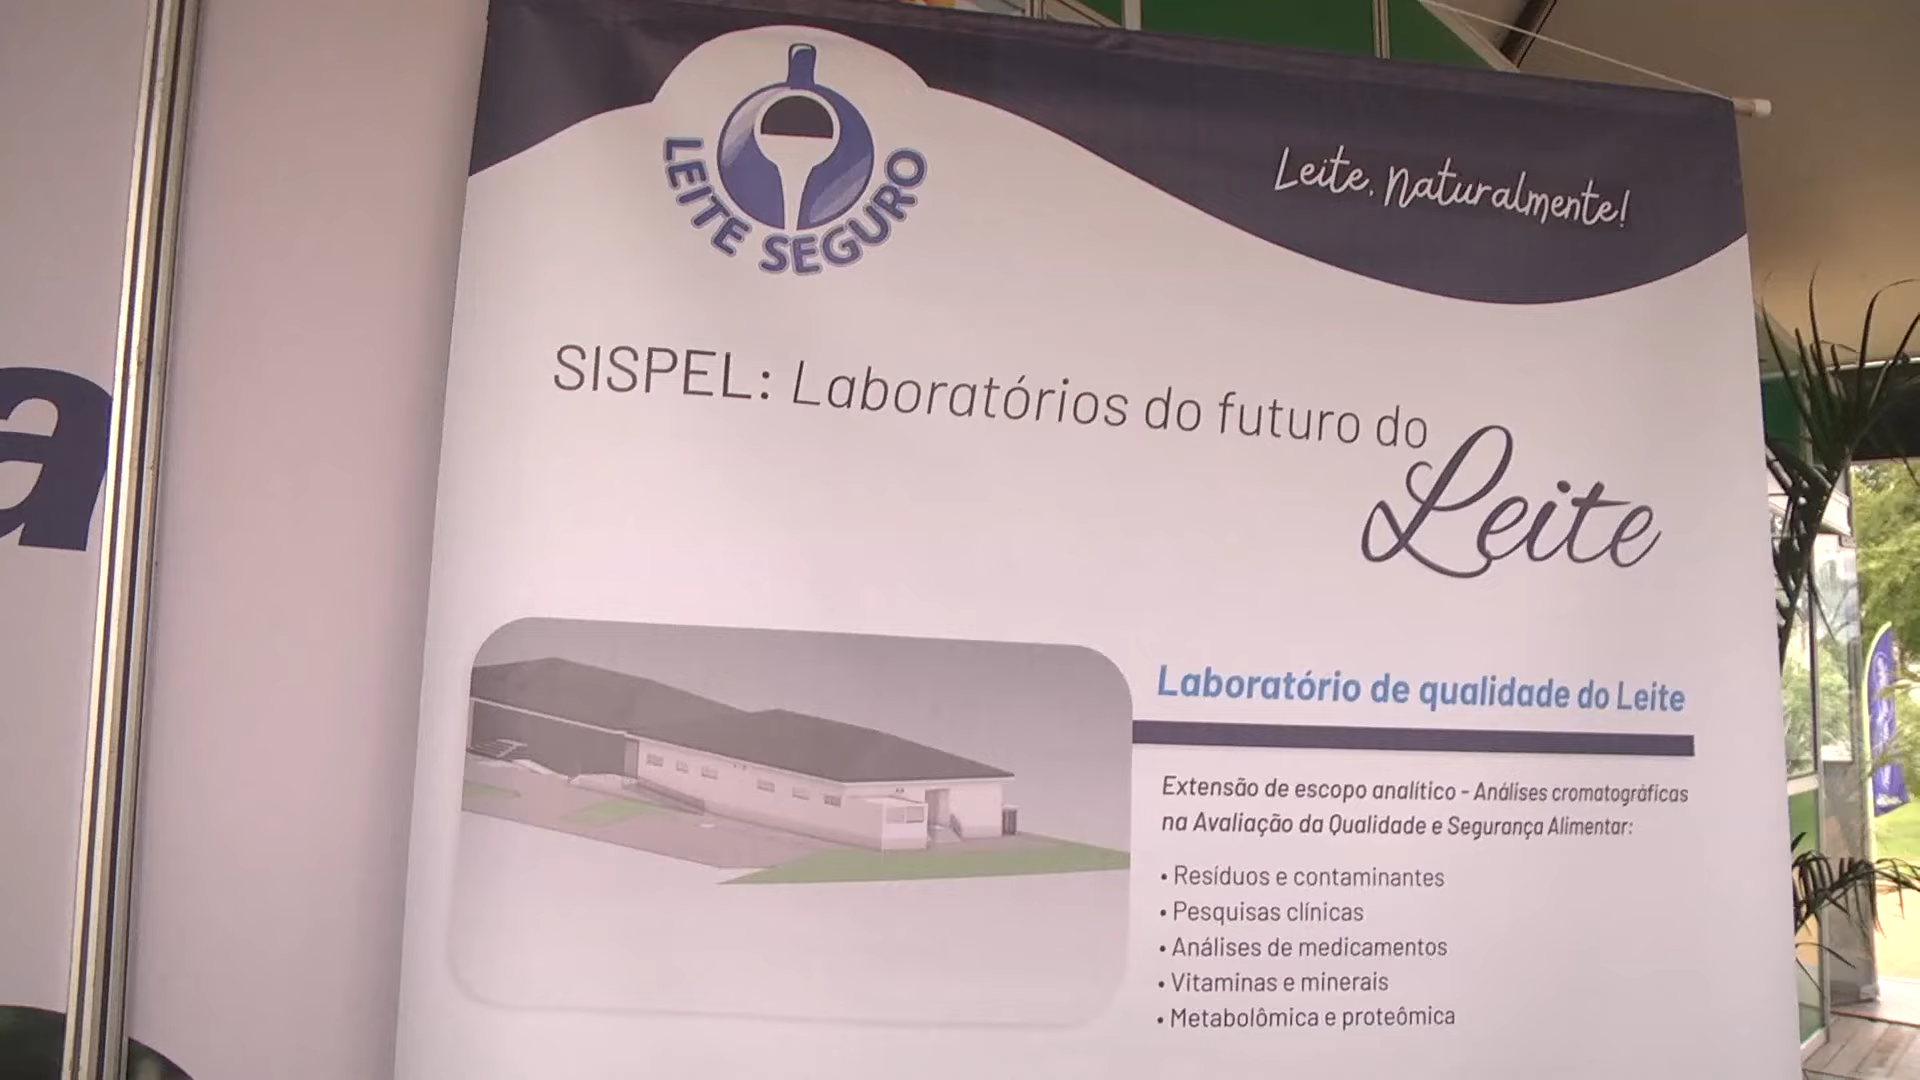 LEITE SEGURO
Leite. Naturalmente!
SISPEL: Laboratórios do futuro do
Leite
Laboratório de qualidade do Leite
Extensão de escopo analítico - Análises cromatográficas
na Avaliação da Qualidade e Segurança Alimentar:
• Resíduos e contaminantes
• Pesquisas clínicas
• Análises de medicamentos
• Vitaminas e minerais
• Metabolômica e proteômica
a